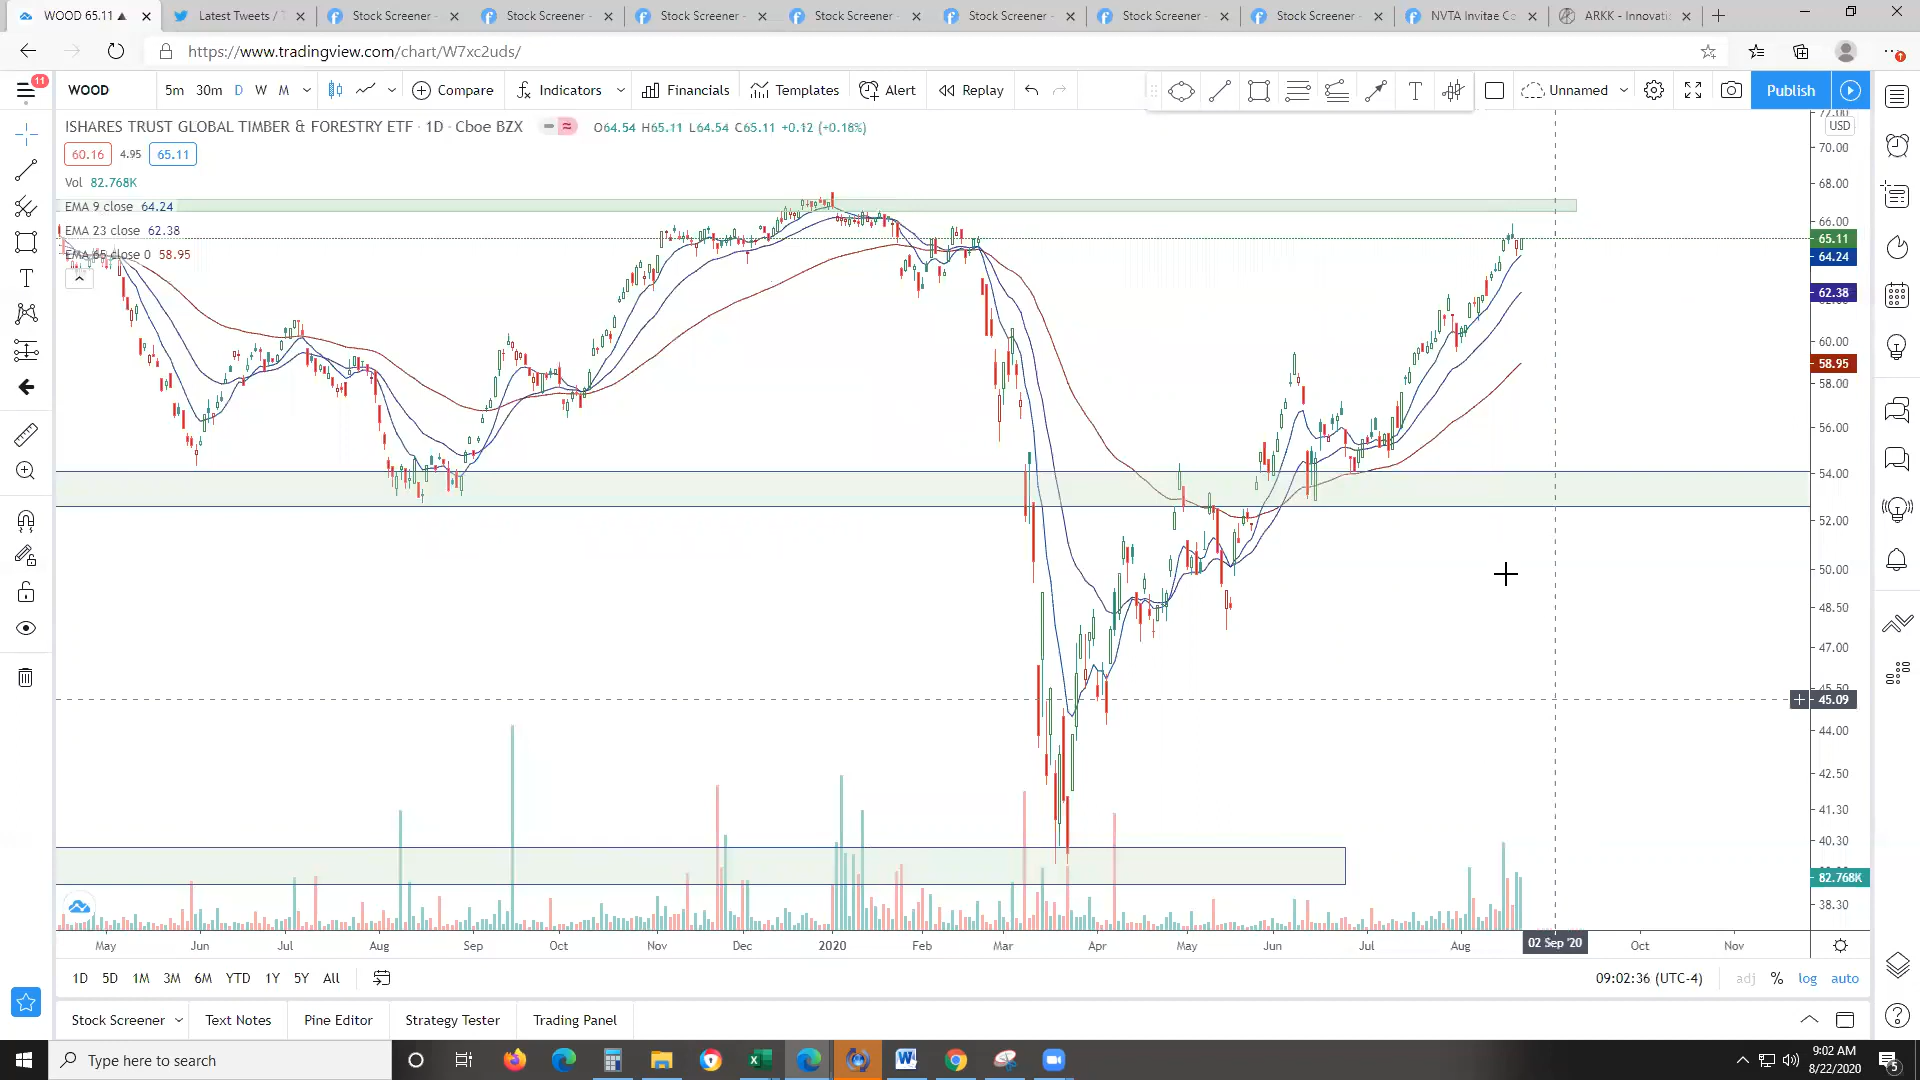 WOOD 65.11 ▲
Latest Tweets / T
Stock Screener -
Stock Screener -
Stock Screener -
Stock Screener -
Stock Screener -
Stock Screener -
Stock Screener -
NVTA Invitae Co
ARKK - Innovati
https://www.tradingview.com/chart/W7xc2uds/
11
WOOD
5m 30m D W M
Compare
Indicators
Financials
Templates
Alert
Replay
Unnamed
Publish
ISHARES TRUST GLOBAL TIMBER & FORESTRY ETF · 1D · Cboe BZX
O64.54 H65.11 L64.54 C65.11 +0.12 (+0.18%)
60.16 4.95 65.11
Vol 82.768K
EMA 9 close 64.24
EMA 23 close 62.38
EMA 65 close 0 58.95
USD
70.00
68.00
66.00
65.11
64.24
62.38
60.00
58.95
58.00
56.00
54.00
52.00
50.00
48.50
47.00
45.50
45.09
44.00
42.50
41.30
40.30
82.768K
38.30
May Jun Jul Aug Sep Oct Nov Dec 2020 Feb Mar Apr May Jun Jul Aug 02 Sep '20 Oct Nov
1D 5D 1M 3M 6M YTD 1Y 5Y All
09:02:36 (UTC-4)
adj % log auto
Stock Screener
Text Notes
Pine Editor
Strategy Tester
Trading Panel
Type here to search
9:02 AM
8/22/2020
5